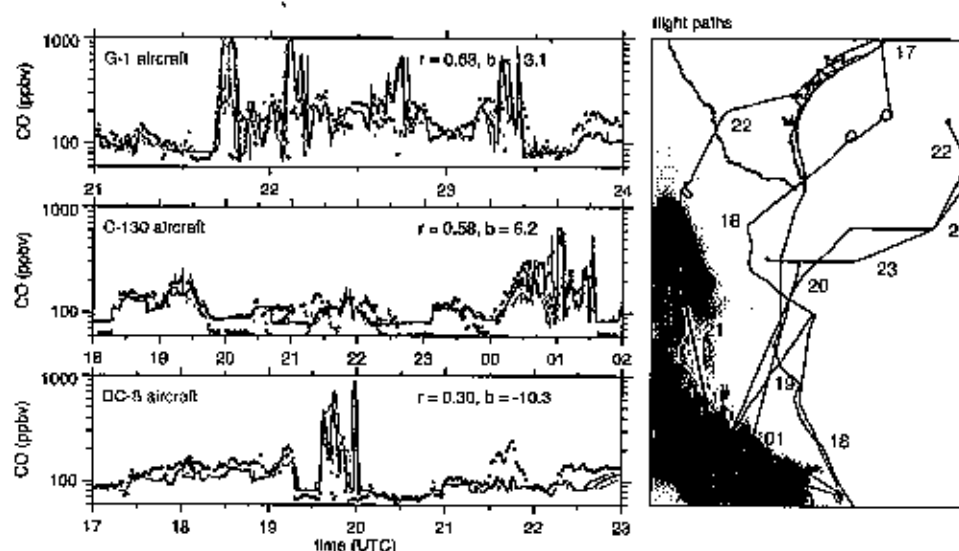 flight paths
1000
G-1 aircraft
b = 13.1
CO (ppbv)
100
21 22 23 24
1000
C-130 aircraft
r = 0.58, b = 6.2
CO (ppbv)
100
18 19 20 21 22 23 00 01 02
1000
DC-8 aircraft
r = 0.30, b = -10.3
CO (ppbv)
100
17 18 19 20 21 22 23
time (UTC)
17
22
22
18
23
20
19
01
18